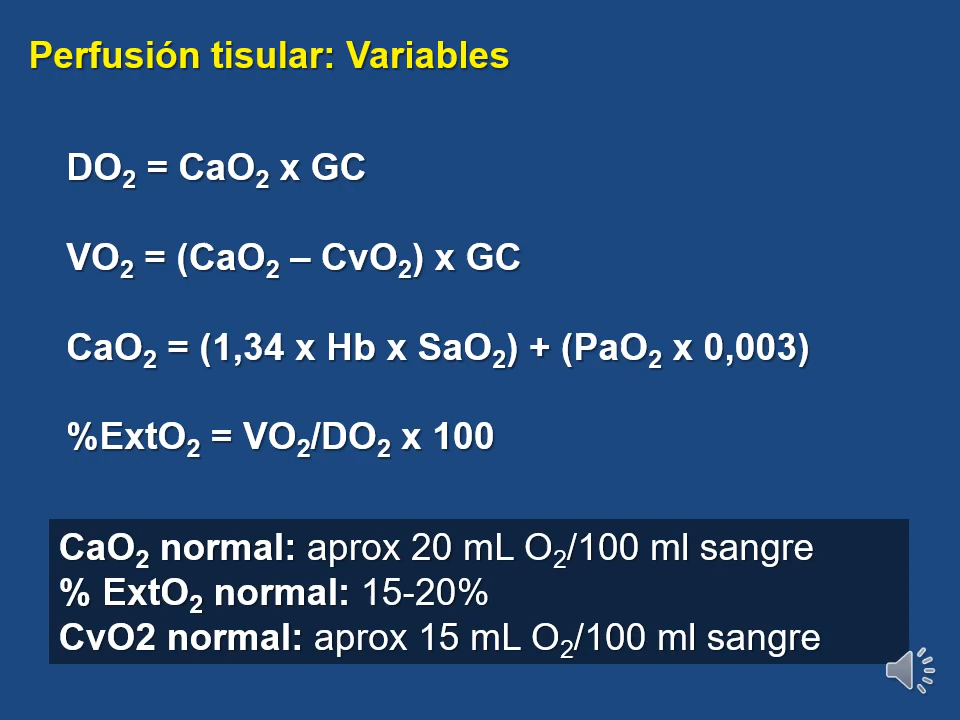 Perfusión tisular: Variables
DO₂ = CaO₂ x GC
VO₂ = (CaO₂ – CvO₂) x GC
CaO₂ = (1,34 x Hb x SaO₂) + (PaO₂ x 0,003)
%ExtO₂ = VO₂/DO₂ x 100
CaO₂ normal: aprox 20 mL O₂/100 ml sangre
% ExtO₂ normal: 15-20%
CvO2 normal: aprox 15 mL O₂/100 ml sangre